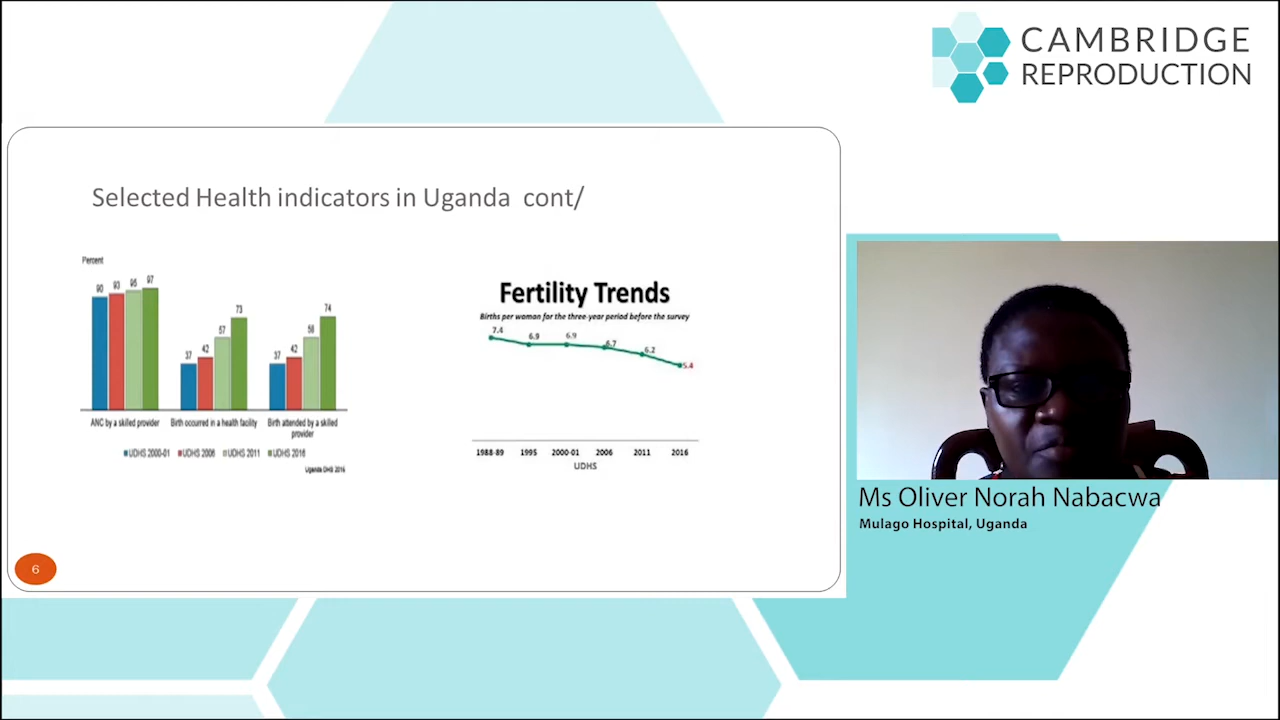 CAMBRIDGE
REPRODUCTION
Selected Health indicators in Uganda cont/
Percent
90 93 95 97
37 42 57 73
37 42 58 74
ANC by a skilled provider
Birth occurred in a health facility
Birth attended by a skilled
provider
UDHS 2000-01 UDHS 2006 UDHS 2011 UDHS 2016
Uganda DHS 2016
Fertility Trends
Births per woman for the three-year period before the survey
7.4 6.9 6.9 6.7 6.2 5.4
1988-89 1995 2000-01 2006 2011 2016
UDHS
6
Ms Oliver Norah Nabacwa
Mulago Hospital, Uganda